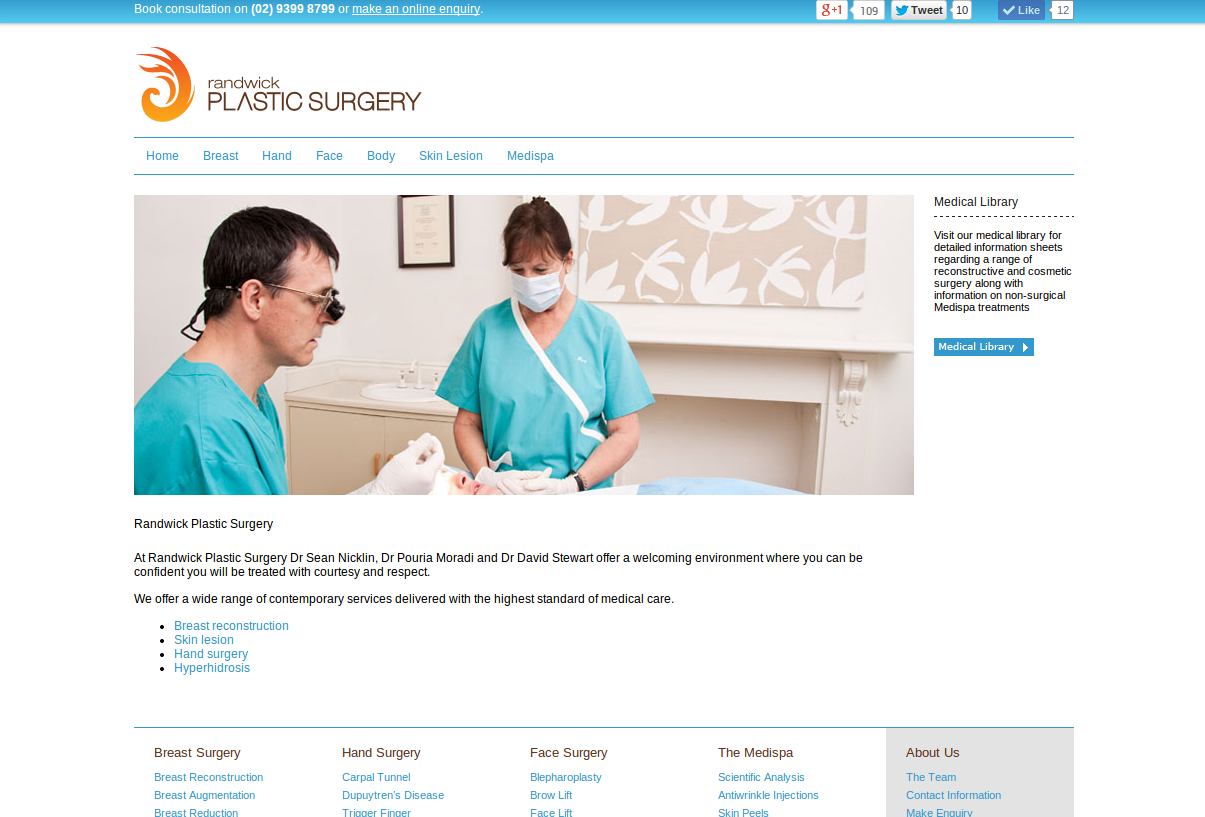 Book consultation on (02) 9399 8799 or make an online enquiry.
+1 109 Tweet 10 Like 12
randwick
PLASTIC SURGERY
Home Breast Hand Face Body Skin Lesion Medispa
Medical Library
Visit our medical library for
detailed information sheets
regarding a range of
reconstructive and cosmetic
surgery along with
information on non-surgical
Medispa treatments
Medical Library
Randwick Plastic Surgery
At Randwick Plastic Surgery Dr Sean Nicklin, Dr Pouria Moradi and Dr David Stewart offer a welcoming environment where you can be
confident you will be treated with courtesy and respect.
We offer a wide range of contemporary services delivered with the highest standard of medical care.
Breast reconstruction
Skin lesion
Hand surgery
Hyperhidrosis
Breast Surgery
Breast Reconstruction
Breast Augmentation
Breast Reduction
Hand Surgery
Carpal Tunnel
Dupuytren's Disease
Trigger Finger
Face Surgery
Blepharoplasty
Brow Lift
Face Lift
The Medispa
Scientific Analysis
Antiwrinkle Injections
Skin Peels
About Us
The Team
Contact Information
Make Enquiry